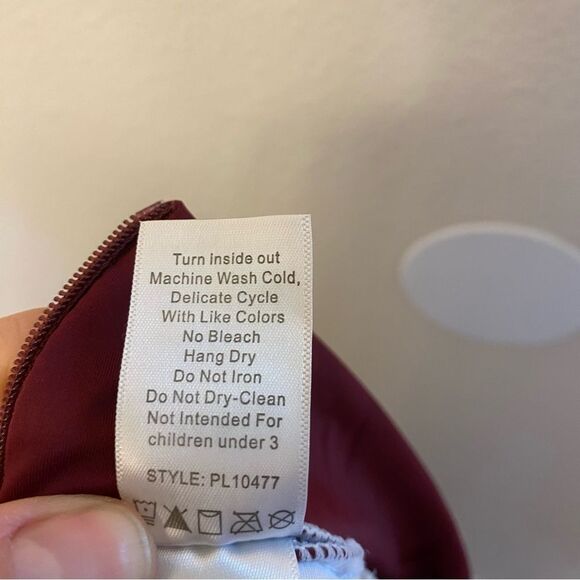 Turn inside out
Machine Wash Cold,
Delicate Cycle
With Like Colors
No Bleach
Hang Dry
Do Not Iron
Do Not Dry-Clean
Not Intended For
children under 3
STYLE: PL10477